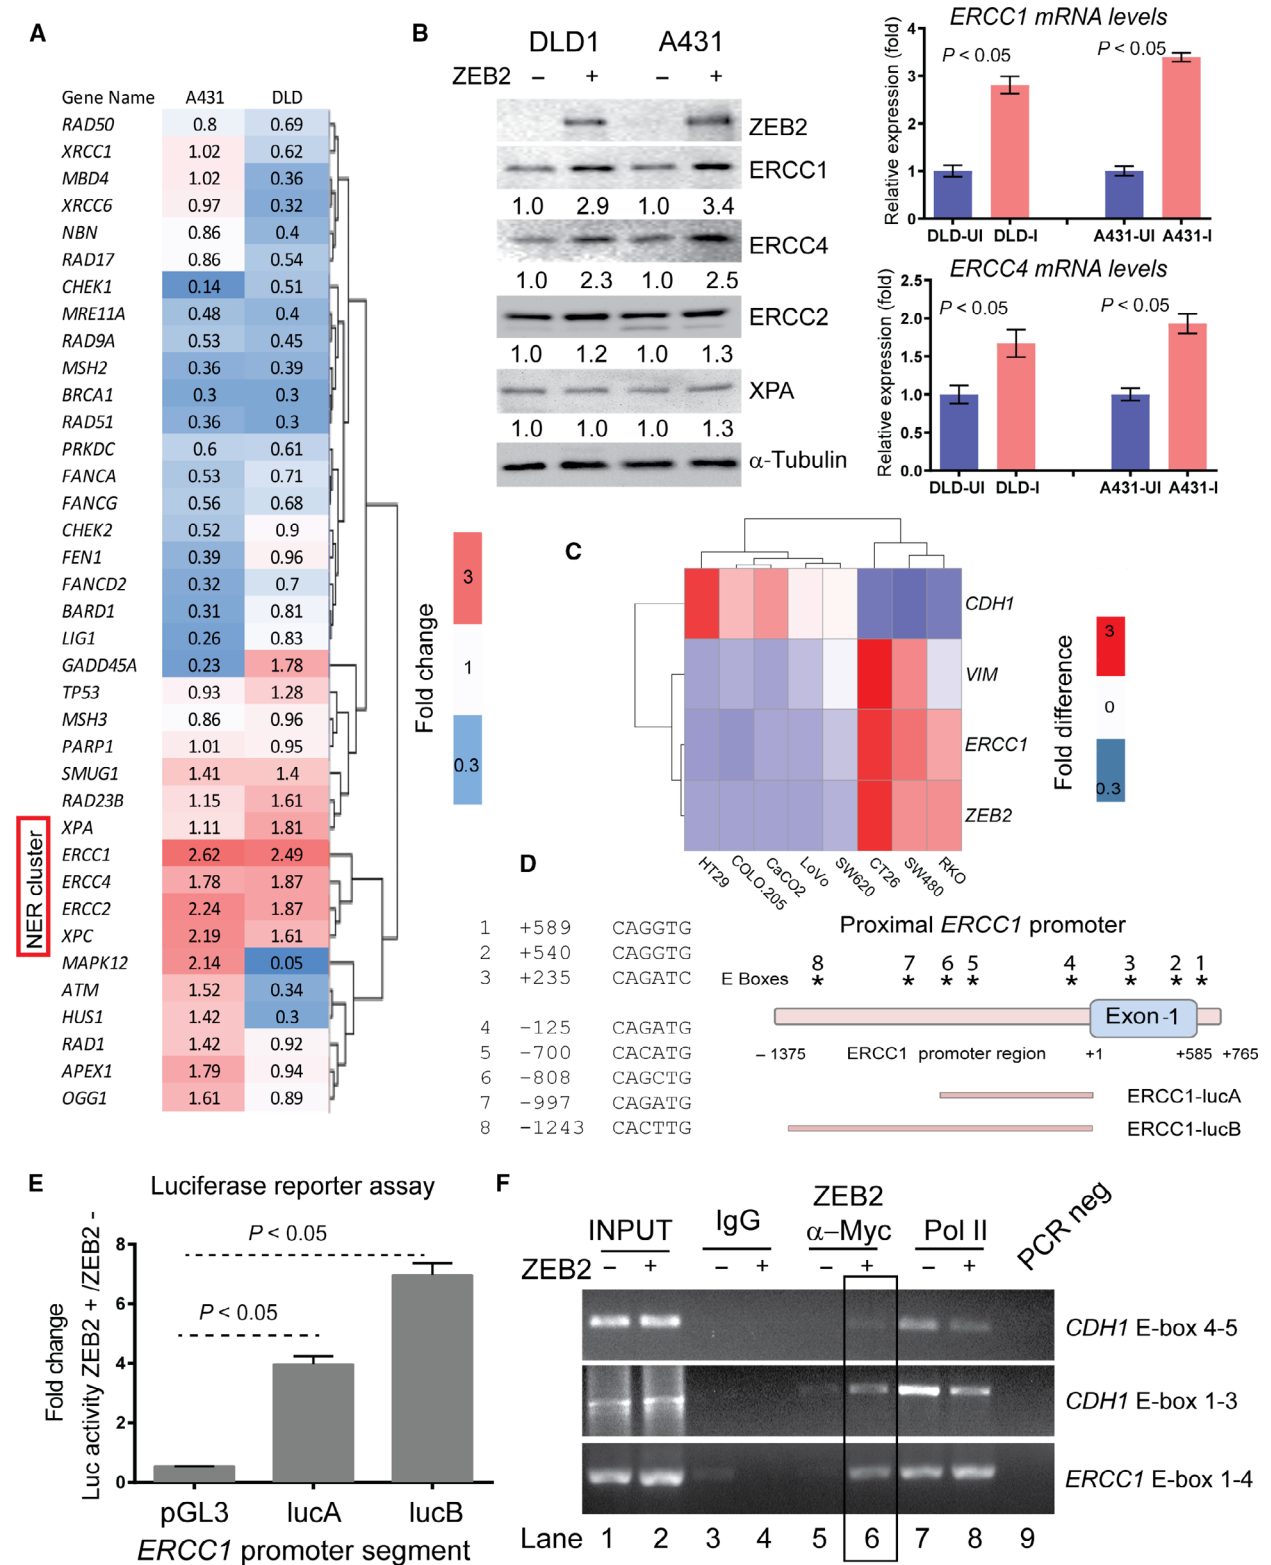 A
Gene Name A431 DLD
RAD50 0.8 0.69
XRCC1 1.02 0.62
MBD4 1.02 0.36
XRCC6 0.97 0.32
NBN 0.86 0.4
RAD17 0.86 0.54
CHEK1 0.14 0.51
MRE11A 0.48 0.4
RAD9A 0.53 0.45
MSH2 0.36 0.39
BRCA1 0.3 0.3
RAD51 0.36 0.3
PRKDC 0.6 0.61
FANCA 0.53 0.71
FANCG 0.56 0.68
CHEK2 0.52 0.9
FEN1 0.39 0.96
FANCD2 0.32 0.7
BARD1 0.31 0.81
LIG1 0.26 0.83
GADD45A 0.23 1.78
TP53 0.93 1.28
MSH3 0.86 0.96
PARP1 1.01 0.95
SMUG1 1.41 1.4
RAD23B 1.15 1.61
XPA 1.11 1.81
ERCC1 2.62 2.49
ERCC4 1.78 1.87
ERCC2 2.24 1.87
XPC 2.19 1.61
MAPK12 2.14 0.05
ATM 1.52 0.34
HUS1 1.42 0.3
RAD1 1.42 0.92
APEX1 1.79 0.94
OGG1 1.61 0.89
NER cluster
Fold change
3
1
0.3
B
DLD1 A431
ZEB2 – + – +
ZEB2
ERCC1
1.0 2.9 1.0 3.4
ERCC4
1.0 2.3 1.0 2.5
ERCC2
1.0 1.2 1.0 1.3
XPA
1.0 1.0 1.0 1.3
α-Tubulin
ERCC1 mRNA levels
Relative expression (fold)
4
3
2
1
0
P < 0.05 P < 0.05
DLD-UI DLD-I A431-UI A431-I
ERCC4 mRNA levels
Relative expression (fold)
2.5
2.0
1.5
1.0
0.5
0.0
P < 0.05 P < 0.05
DLD-UI DLD-I A431-UI A431-I
C
CDH1
VIM
ERCC1
ZEB2
HT29 COLO.205 CaCO2 LoVo SW620 CT26 SW480 RKO
Fold difference
3
0
0.3
D
1 +589 CAGGTG
2 +540 CAGGTG
3 +235 CAGATC
4 −125 CAGATG
5 −700 CACATG
6 −808 CAGCTG
7 −997 CAGATG
8 −1243 CACTTG
Proximal ERCC1 promoter
8 7 6 5 4 3 2 1
E Boxes * * * * * * * *
Exon-1
– 1375 ERCC1 promoter region +1 +585 +765
ERCC1-lucA
ERCC1-lucB
E
Luciferase reporter assay
Fold change
Luc activity ZEB2 + /ZEB2 -
8
6
4
2
0
P < 0.05
P < 0.05
pGL3 lucA lucB
ERCC1 promoter segment
F
INPUT IgG ZEB2 α–Myc Pol II PCR neg
ZEB2 – + – + – + – +
CDH1 E-box 4-5
CDH1 E-box 1-3
ERCC1 E-box 1-4
Lane 1 2 3 4 5 6 7 8 9